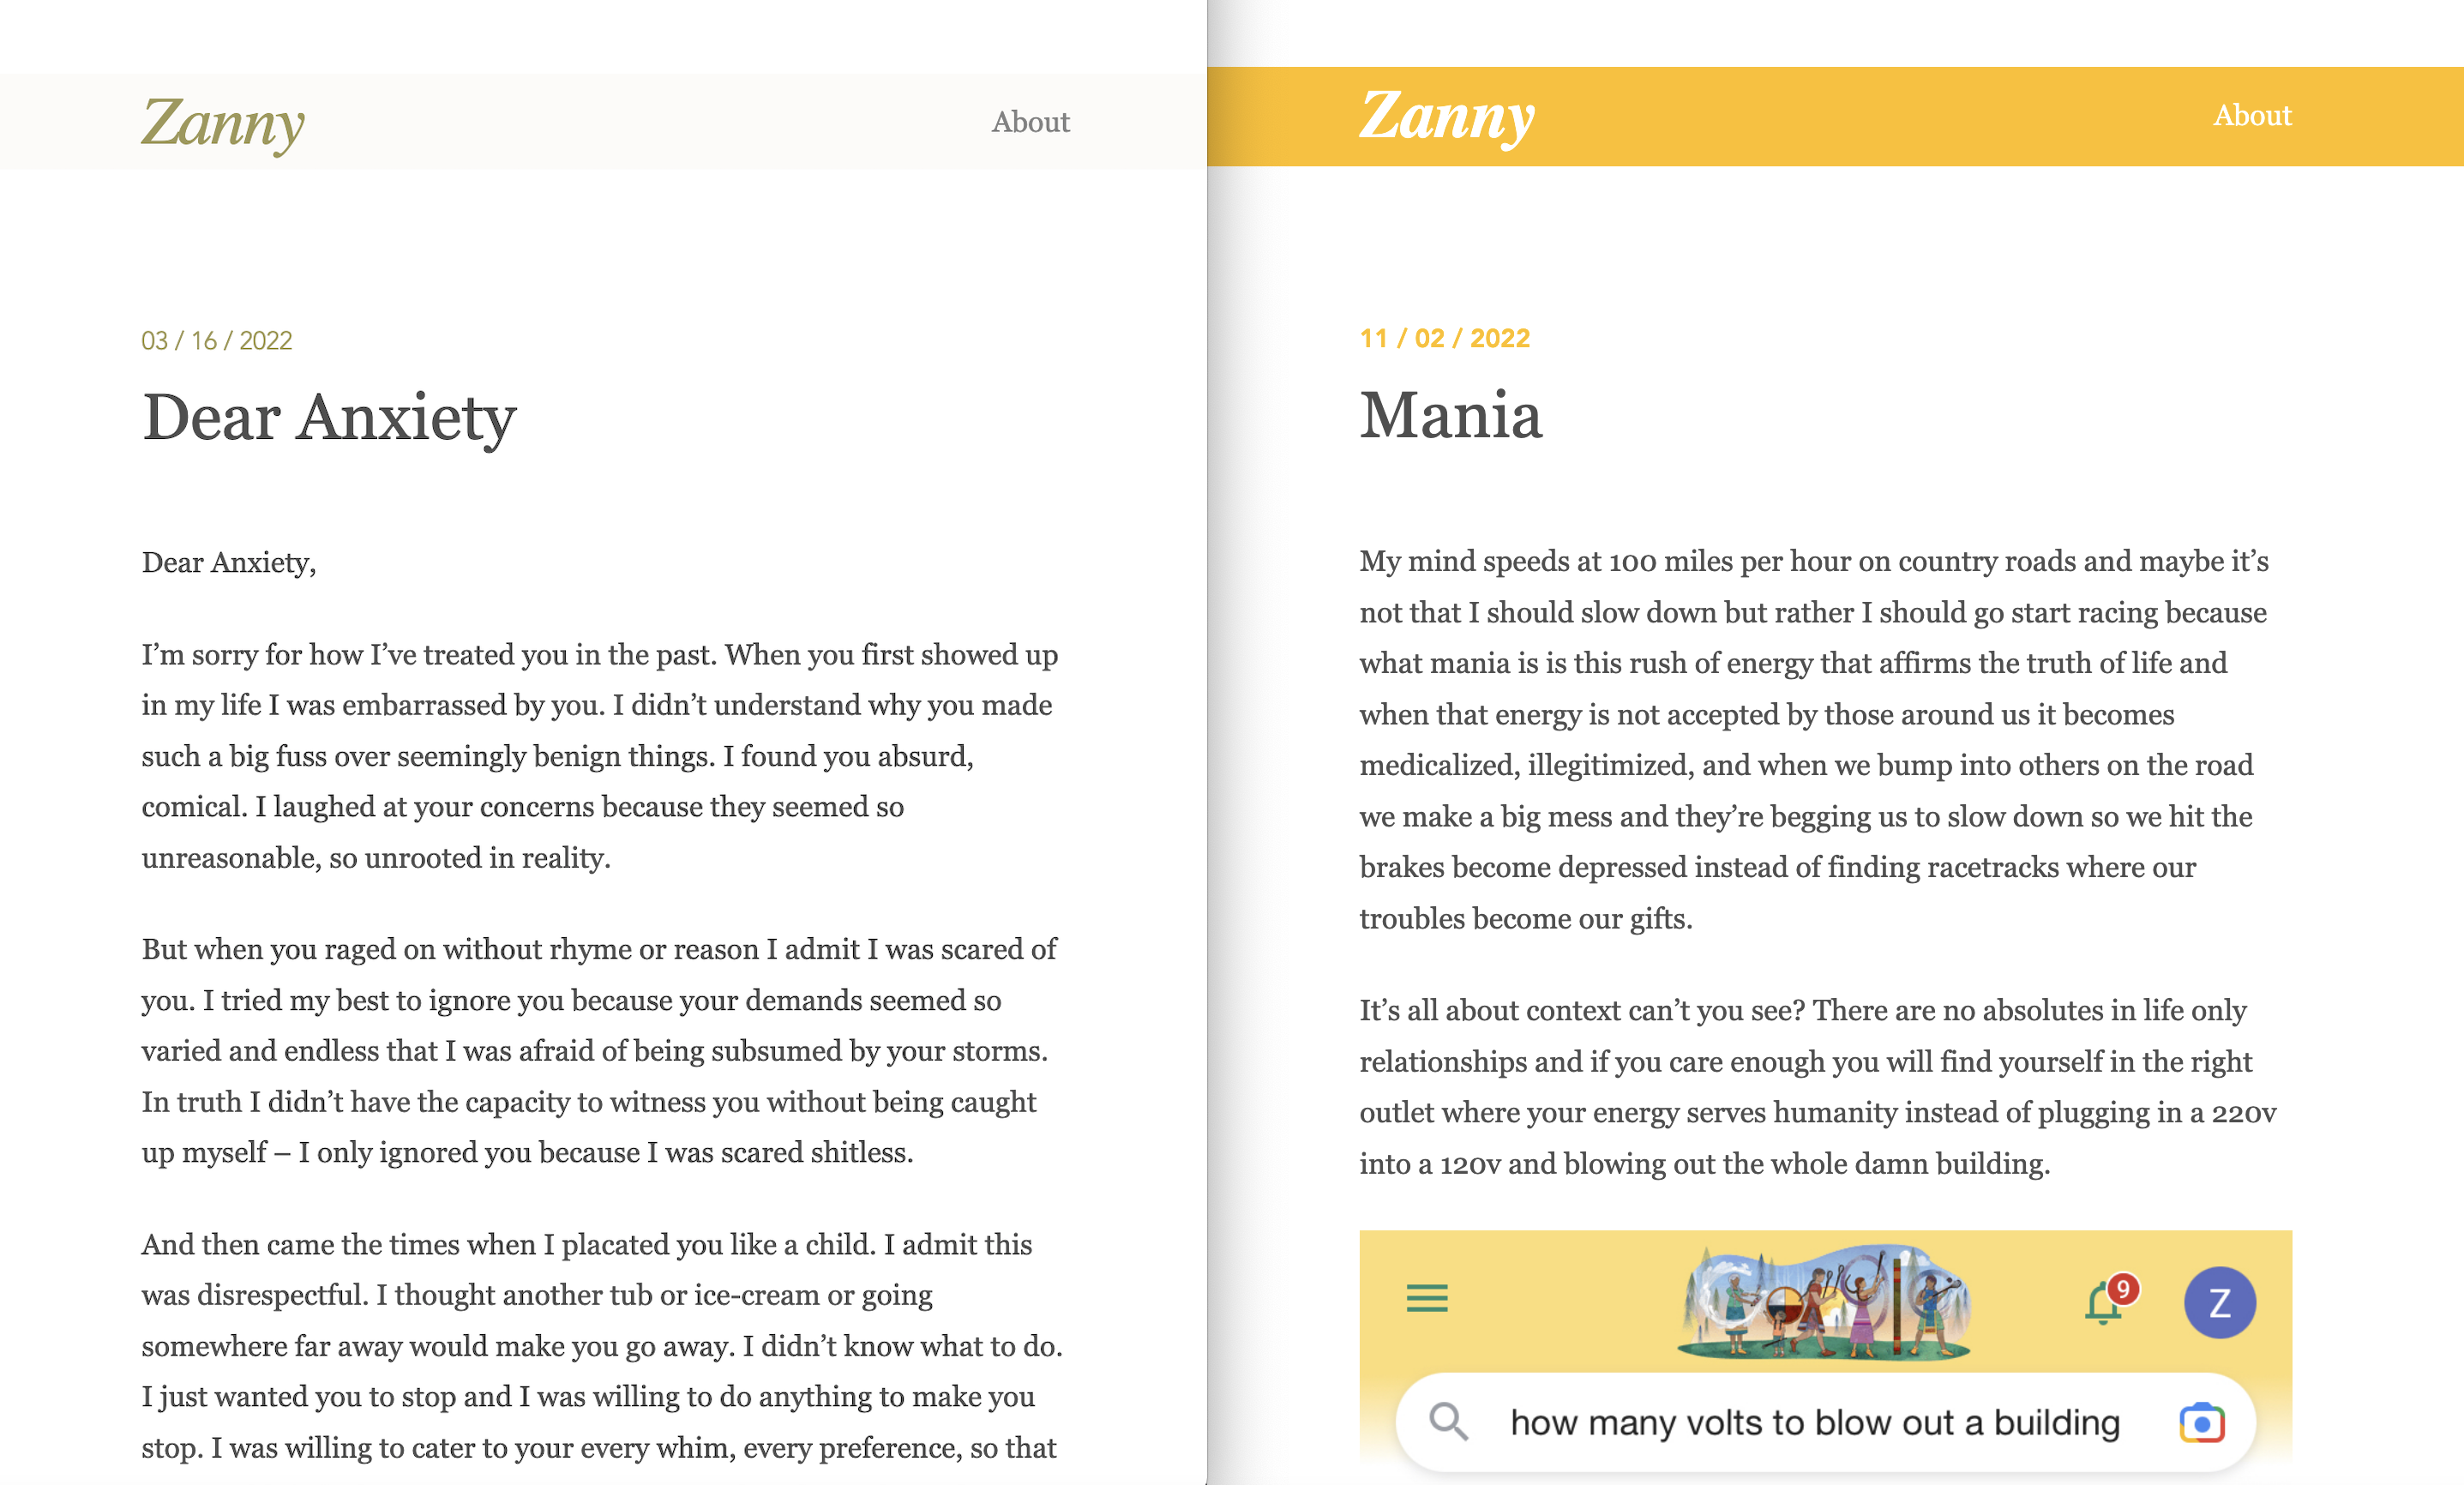 Zanny
About
03 / 16 / 2022
Dear Anxiety
Dear Anxiety,
I’m sorry for how I’ve treated you in the past. When you first showed up
in my life I was embarrassed by you. I didn’t understand why you made
such a big fuss over seemingly benign things. I found you absurd,
comical. I laughed at your concerns because they seemed so
unreasonable, so unrooted in reality.
But when you raged on without rhyme or reason I admit I was scared of
you. I tried my best to ignore you because your demands seemed so
varied and endless that I was afraid of being subsumed by your storms.
In truth I didn’t have the capacity to witness you without being caught
up myself – I only ignored you because I was scared shitless.
And then came the times when I placated you like a child. I admit this
was disrespectful. I thought another tub or ice-cream or going
somewhere far away would make you go away. I didn’t know what to do.
I just wanted you to stop and I was willing to do anything to make you
stop. I was willing to cater to your every whim, every preference, so that
Zanny
About
11 / 02 / 2022
Mania
My mind speeds at 100 miles per hour on country roads and maybe it’s
not that I should slow down but rather I should go start racing because
what mania is is this rush of energy that affirms the truth of life and
when that energy is not accepted by those around us it becomes
medicalized, illegitimized, and when we bump into others on the road
we make a big mess and they’re begging us to slow down so we hit the
brakes become depressed instead of finding racetracks where our
troubles become our gifts.
It’s all about context can’t you see? There are no absolutes in life only
relationships and if you care enough you will find yourself in the right
outlet where your energy serves humanity instead of plugging in a 220v
into a 120v and blowing out the whole damn building.
9
Z
how many volts to blow out a building